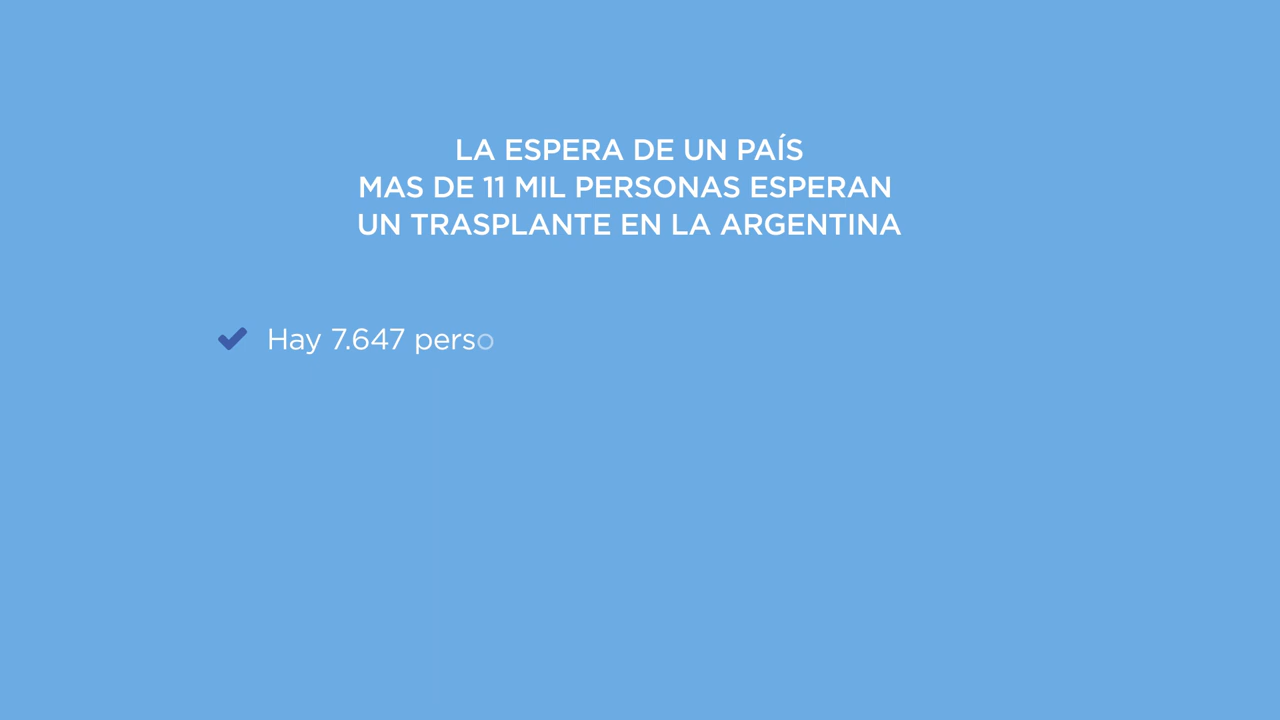 LA ESPERA DE UN PAÍS
MAS DE 11 MIL PERSONAS ESPERAN
UN TRASPLANTE EN LA ARGENTINA
Hay 7.647 perso